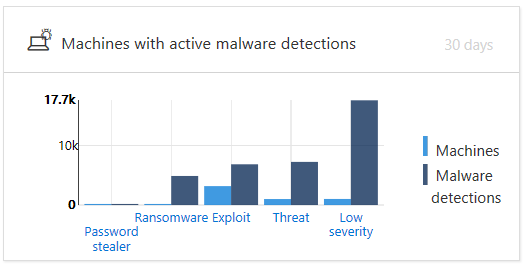 Machines with active malware detections
30 days
17.7k
10k
0
Password
stealer
Ransomware
Exploit
Threat
Low
severity
Machines
Malware
detections